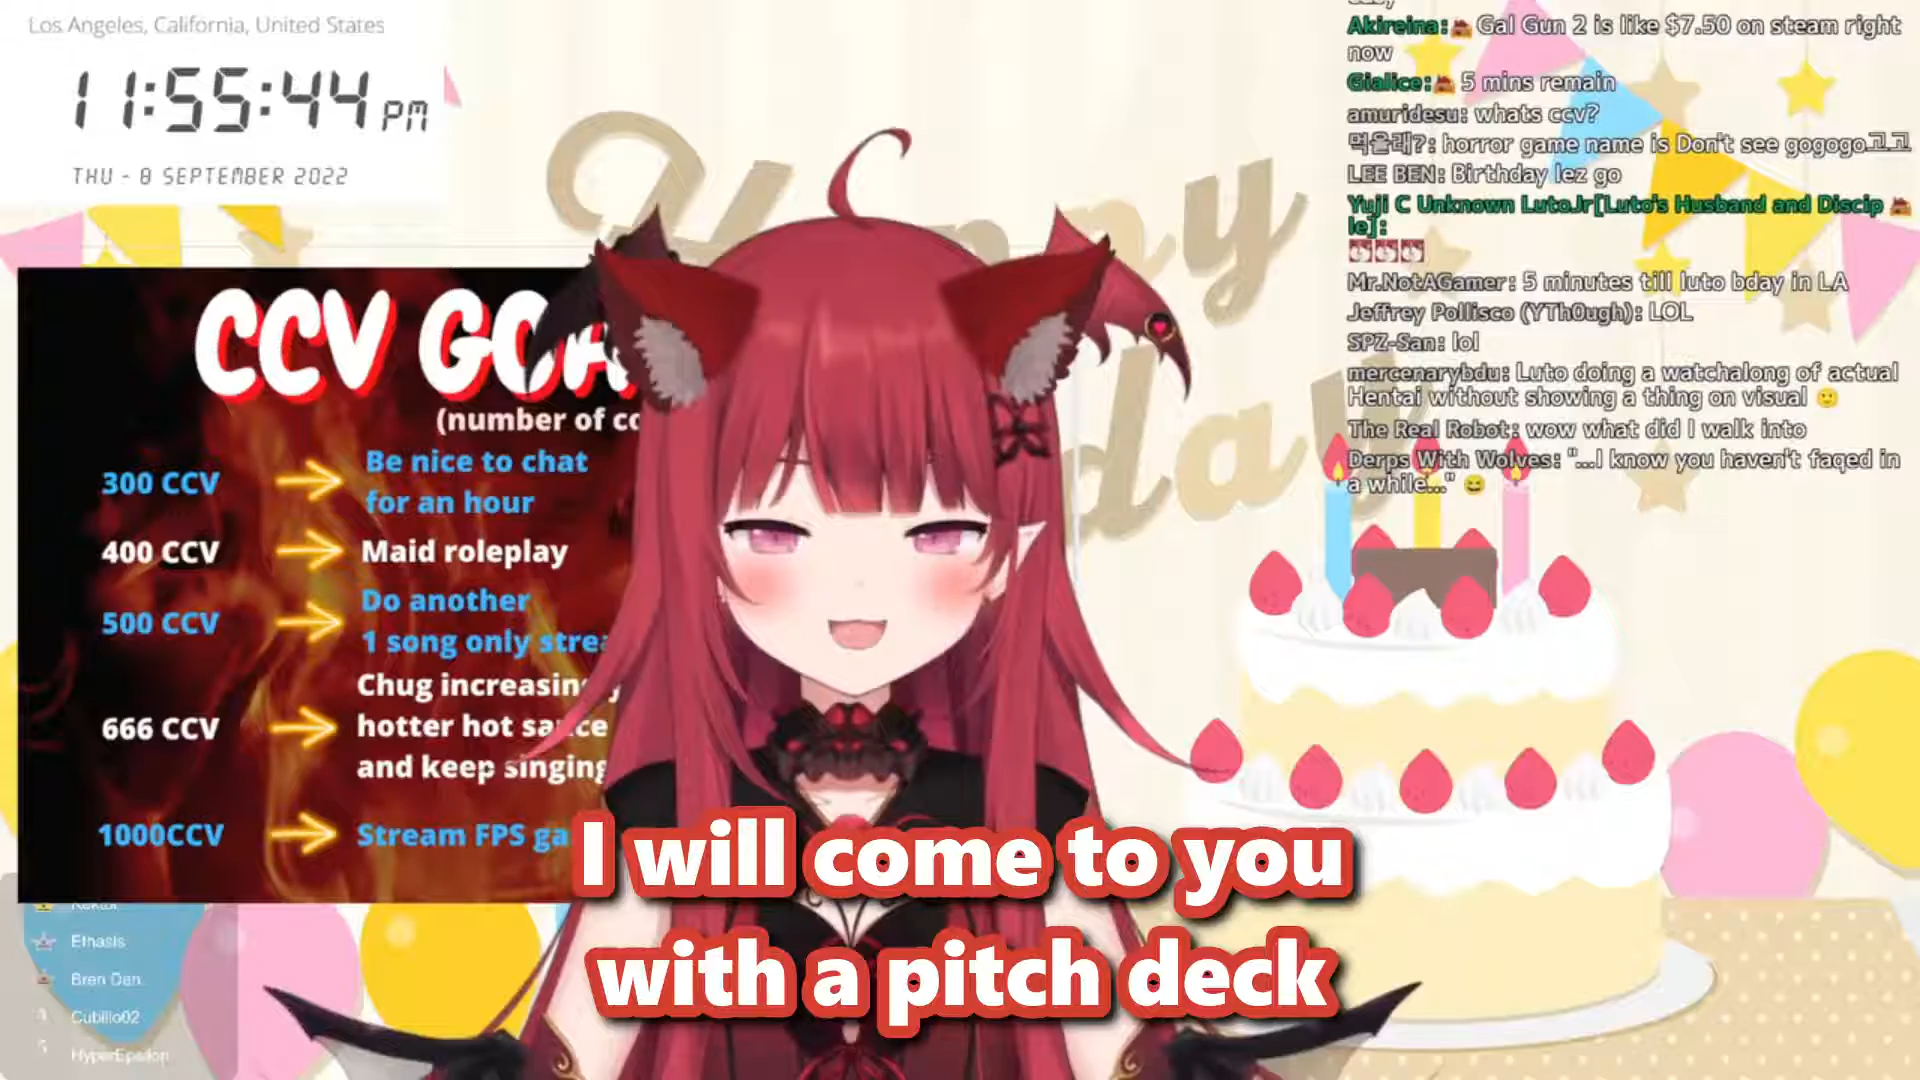 Los Angeles, California, United States
11:55:44 PM
THU - 8 SEPTEMBER 2022
Happy
day
CCV GOA
(number of co
300 CCV
Be nice to chat
for an hour
400 CCV
Maid roleplay
500 CCV
Do another
1 song only strea
666 CCV
Chug increasin
hotter hot sauce
and keep singing
1000CCV
Stream FPS ga
Ethasis
Bren Den.
Cubillo02
5
HyperEpsilon
Akireina: Gal Gun 2 is like $7.50 on steam right
now
Gialice: 5 mins remain
amuridesu: whats ccv?
먹을래?: horror game name is Don't see gogogo고고
LEE BEN: Birthday lez go
Yuji C Unknown LutoJr[Luto's Husband and Discip
le]:
Mr.NotAGamer: 5 minutes till luto bday in LA
Jeffrey Pollisco (YTh0ugh): LOL
SPZ-San: lol
mercenarybdu: Luto doing a watchalong of actual
Hentai without showing a thing on visual 🙂
The Real Robot: wow what did I walk into
Derps With Wolves: "...I know you haven't faqed in
a while..." 😄
I will come to you
with a pitch deck